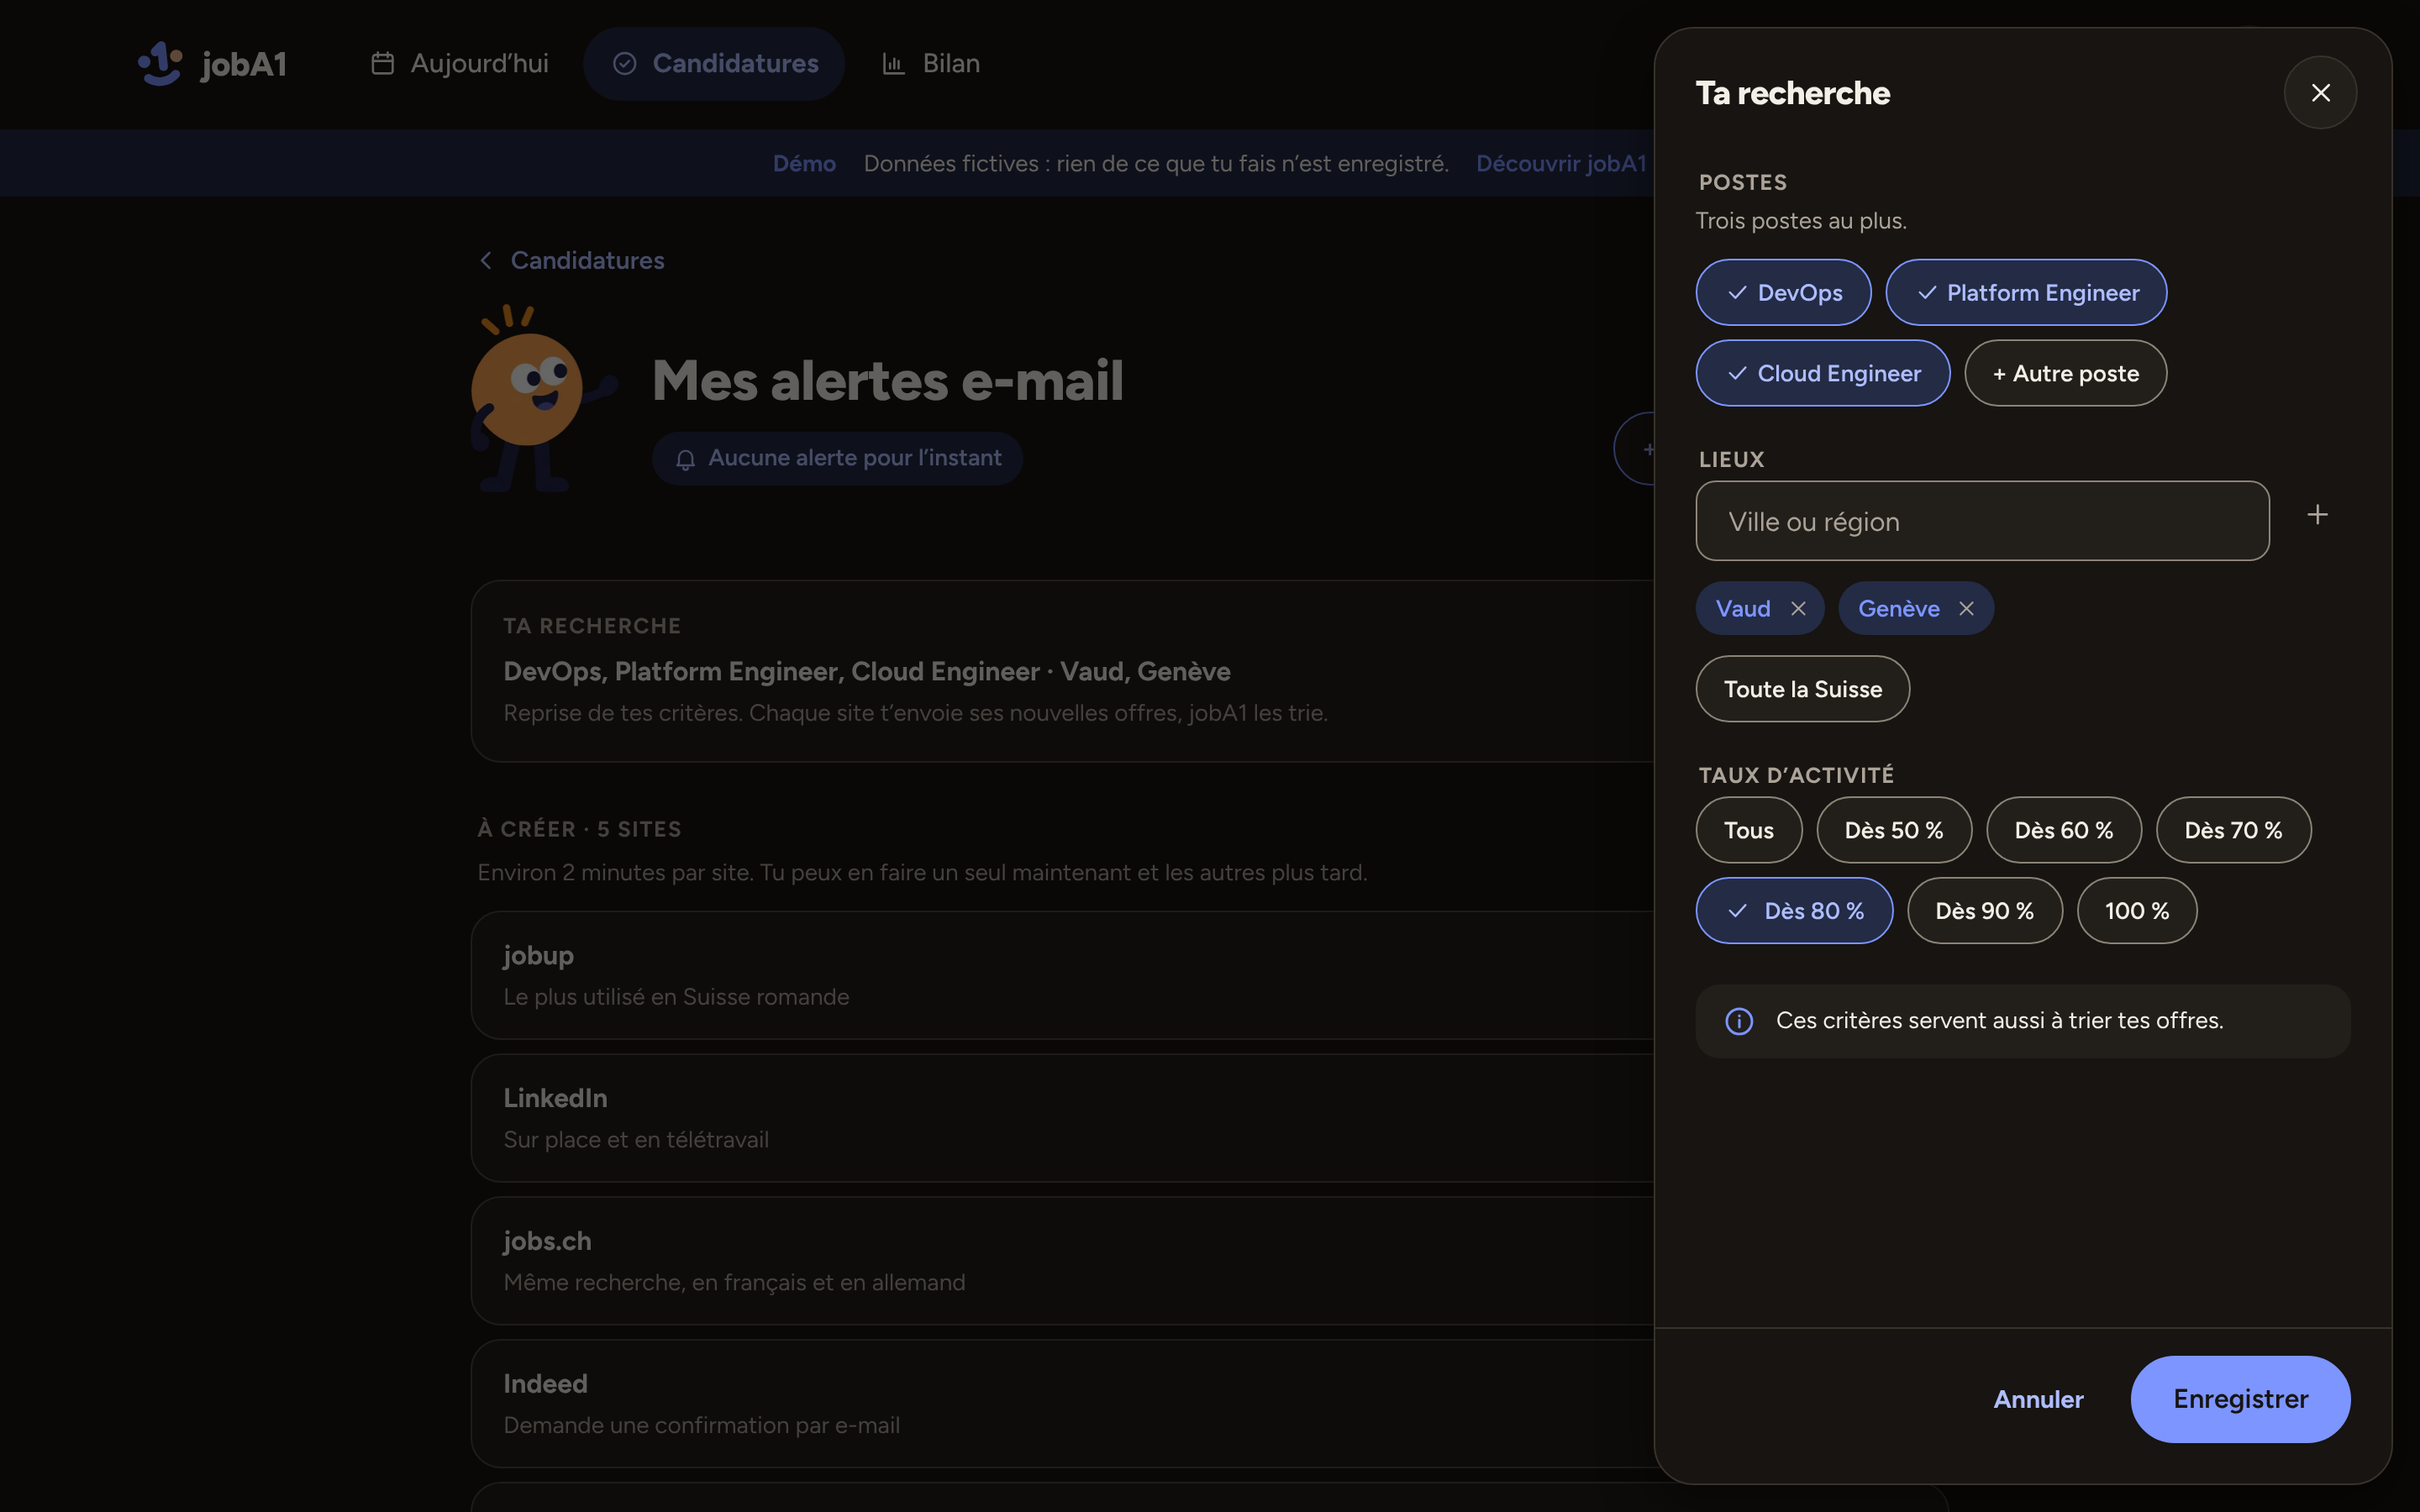 jobA1
Aujourd’hui
Candidatures
Bilan
Démo Données fictives : rien de ce que tu fais n’est enregistré. Découvrir jobA1
Candidatures
Mes alertes e-mail
Aucune alerte pour l’instant
+
TA RECHERCHE
DevOps, Platform Engineer, Cloud Engineer · Vaud, Genève
Reprise de tes critères. Chaque site t’envoie ses nouvelles offres, jobA1 les trie.
À CRÉER · 5 SITES
Environ 2 minutes par site. Tu peux en faire un seul maintenant et les autres plus tard.
jobup
Le plus utilisé en Suisse romande
LinkedIn
Sur place et en télétravail
jobs.ch
Même recherche, en français et en allemand
Indeed
Demande une confirmation par e-mail
Ta recherche
POSTES
Trois postes au plus.
DevOps
Platform Engineer
Cloud Engineer
+ Autre poste
LIEUX
Ville ou région
Vaud
Genève
Toute la Suisse
TAUX D’ACTIVITÉ
Tous
Dès 50 %
Dès 60 %
Dès 70 %
Dès 80 %
Dès 90 %
100 %
Ces critères servent aussi à trier tes offres.
Annuler
Enregistrer